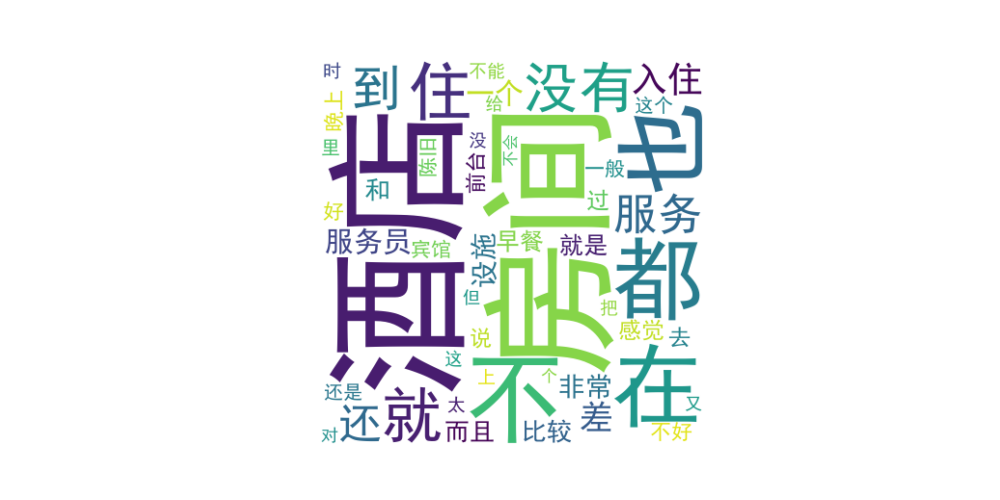 时
到
住
不能
一个
给
没有
入住
这个
晚上
里
陈旧
前台
没
不会
房间
也
一般
酒店
和
好
过
服务
服务员
宾馆
设施
早餐
就是
都
但
把
说
感觉
去
这
不
在
上
个
还是
还
就
太
非常
差
又
对
而且
比较
不好